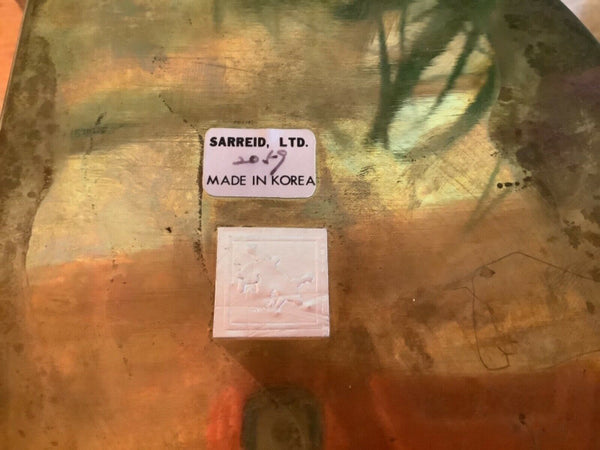 SARREID, LTD.
2059
MADE IN KOREA